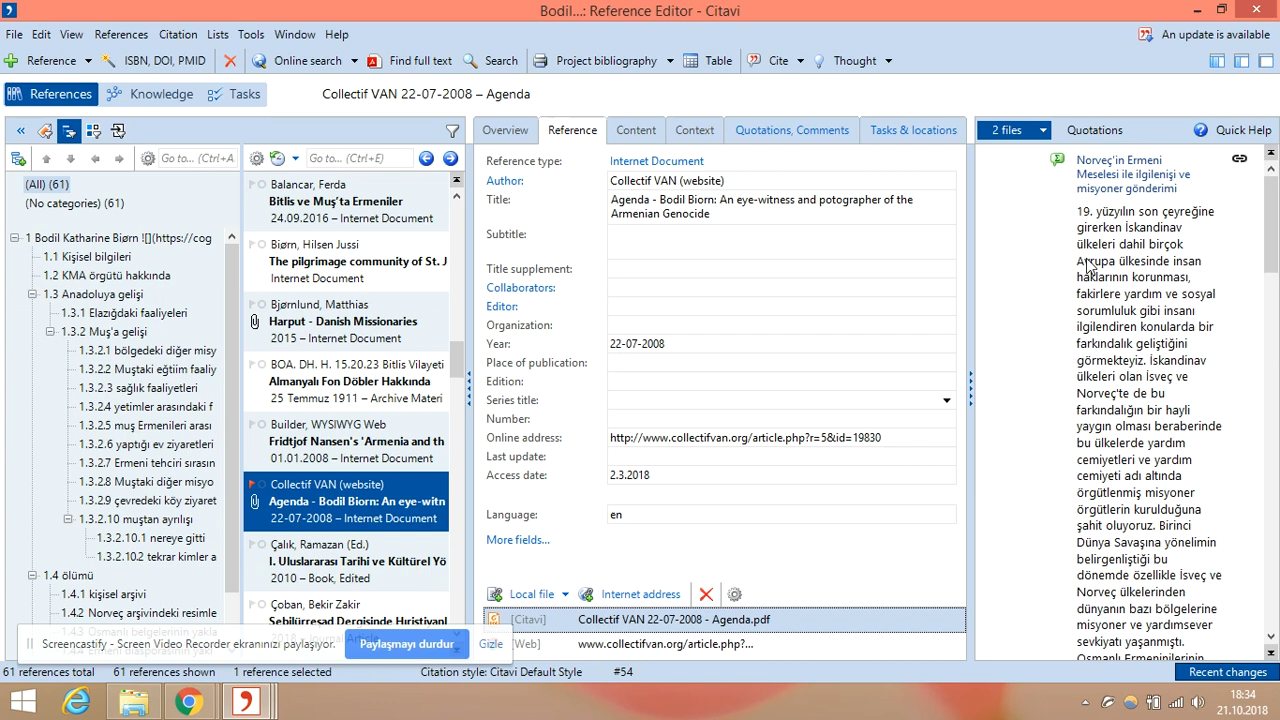 Bodil...: Reference Editor - Citavi
File Edit View References Citation Lists Tools Window Help
An update is available
Reference ISBN, DOI, PMID Online search Find full text Search Project bibliography Table Cite Thought
References Knowledge Tasks
Collectif VAN 22-07-2008 – Agenda
Go to... (Ctrl+A
(All) (61)
(No categories) (61)
1 Bodil Katharine Biørn ![](https://cog
1.1 Kişisel bilgileri
1.2 KMA örgütü hakkında
1.3 Anadoluya gelişi
1.3.1 Elazığdaki faaliyeleri
1.3.2 Muş'a gelişi
1.3.2.1 bölgedeki diğer misy
1.3.2.2 Muştaki eğtiim faaliy
1.3.2.3 sağlık faaliyetleri
1.3.2.4 yetimler arasındaki f
1.3.2.5 muş Ermenileri arası
1.3.2.6 yaptığı ev ziyaretleri
1.3.2.7 Ermeni tehciri sırasın
1.3.2.8 Muştaki diğer misyo
1.3.2.9 çevredeki köy ziyaret
1.3.2.10 muştan ayrılışı
1.3.2.10.1 nereye gitti
1.3.2.10.2 tekrar kimler a
1.4 ölümü
1.4.1 kişisel arşivi
1.4.2 Norveç arşivindeki resimle
Go to... (Ctrl+E)
Balancar, Ferda
Bitlis ve Muş’ta Ermeniler
24.09.2016 – Internet Document
Biørn, Hilsen Jussi
The pilgrimage community of St. J
Internet Document
Bjørnlund, Matthias
Harput - Danish Missionaries
2015 – Internet Document
BOA. DH. H. 15.20.23 Bitlis Vilayeti
Almanyalı Fon Döbler Hakkında
25 Temmuz 1911 – Archive Materi
Builder, WYSIWYG Web
Fridtjof Nansen's 'Armenia and th
01.01.2008 – Internet Document
Collectif VAN (website)
Agenda - Bodil Biorn: An eye-witn
22-07-2008 – Internet Document
Çalık, Ramazan (Ed.)
I. Uluslararası Tarihi ve Kültürel Yö
2010 – Book, Edited
Çoban, Bekir Zakir
Sebilürreşad Dergisinde Hıristiyanl
Overview Reference Content Context Quotations, Comments Tasks & locations
Reference type: Internet Document
Author: Collectif VAN (website)
Title: Agenda - Bodil Biorn: An eye-witness and potographer of the
Armenian Genocide
Subtitle:
Title supplement:
Collaborators:
Editor:
Organization:
Year: 22-07-2008
Place of publication:
Edition:
Series title:
Number:
Online address: http://www.collectifvan.org/article.php?r=5&id=19830
Last update:
Access date: 2.3.2018
Language: en
More fields...
Local file Internet address
[Citavi] Collectif VAN 22-07-2008 - Agenda.pdf
[Web] www.collectifvan.org/article.php?...
2 files Quotations Quick Help
Norveç'in Ermeni
Meselesi ile ilgilenişi ve
misyoner gönderimi
19. yüzyılın son çeyreğine
girerken İskandinav
ülkeleri dahil birçok
Avrupa ülkesinde insan
haklarının korunması,
fakirlere yardım ve sosyal
sorumluluk gibi insanı
ilgilendiren konularda bir
farkındalık geliştiğini
görmekteyiz. İskandinav
ülkeleri olan İsveç ve
Norveç'te de bu
farkındalığın bir hayli
yaygın olması beraberinde
bu ülkelerde yardım
cemiyetleri ve yardım
cemiyeti adı altında
örgütlenmiş misyoner
örgütlerin kurulduğuna
şahit oluyoruz. Birinci
Dünya Savaşına yönelimin
belirgenliştiği bu
dönemde özellikle İsveç ve
Norveç ülkelerinden
dünyanın bazı bölgelerine
misyoner ve yardımsever
sevkiyatı yaşanmıştı.
Osmanlı Ermenilerinin
Screencastify - Screen Video Recorder ekranınızı paylaşıyor. Paylaşmayı durdur Gizle
61 references total 61 references shown 1 reference selected Citation style: Citavi Default Style #54 Recent changes
18:34
21.10.2018